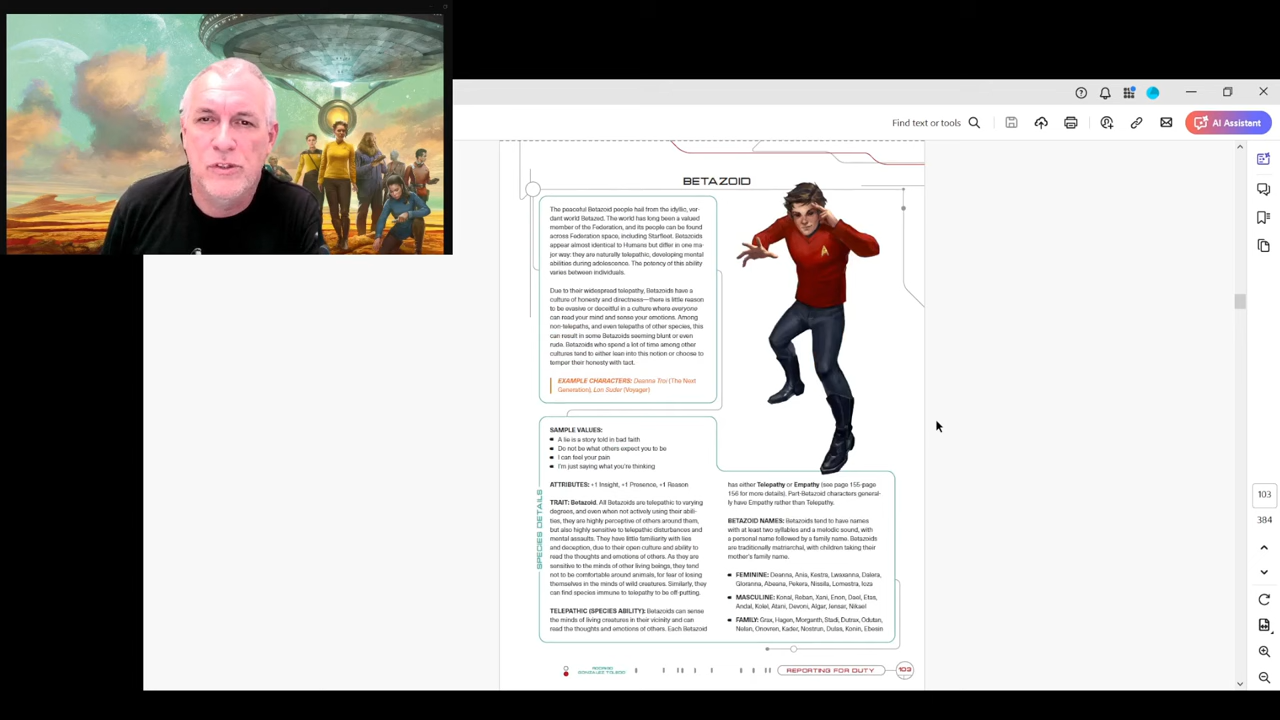 Find text or tools
AI Assistant
BETAZOID
The peaceful Betazoid people hail from the idyllic, ver-
dant world Betazed. The world has long been a valued
member of the Federation, and its people can be found
across Federation space, including Starfleet. Betazoids
appear almost identical to Humans but differ in one ma-
jor way: they are naturally telepathic, developing mental
abilities during adolescence. The potency of this ability
varies between individuals.
Due to their widespread telepathy, Betazoids have a
culture of honesty and directness—there is little reason
to be evasive or deceitful in a culture where everyone
can read your mind and sense your emotions. Among
non-telepaths, and even telepaths of other species, this
can result in some Betazoids seeming blunt or even
rude. Betazoids who spend a lot of time among other
cultures tend to either lean into this notion or choose to
temper their honesty with tact.
EXAMPLE CHARACTERS: Deanna Troi (The Next
Generation), Lon Suder (Voyager)
SPECIES DETAILS
SAMPLE VALUES:
A lie is a story told in bad faith
Do not be what others expect you to be
I can feel your pain
I'm just saying what you're thinking
ATTRIBUTES: +1 Insight, +1 Presence, +1 Reason
TRAIT: Betazoid. All Betazoids are telepathic to varying
degrees, and even when not actively using their abili-
ties, they are highly perceptive of others around them,
but also highly sensitive to telepathic disturbances and
mental assaults. They have little familiarity with lies
and deception, due to their open culture and ability to
read the thoughts and emotions of others. As they are
sensitive to the minds of other living beings, they tend
not to be comfortable around animals, for fear of losing
themselves in the minds of wild creatures. Similarly, they
can find species immune to telepathy to be off-putting.
TELEPATHIC (SPECIES ABILITY): Betazoids can sense
the minds of living creatures in their vicinity and can
read the thoughts and emotions of others. Each Betazoid
has either Telepathy or Empathy (see page 155-page
156 for more details). Part-Betazoid characters general-
ly have Empathy rather than Telepathy.
BETAZOID NAMES: Betazoids tend to have names
with at least two syllables and a melodic sound, with
a personal name followed by a family name. Betazoids
are traditionally matriarchal, with children taking their
mother's family name.
FEMININE: Deanna, Ania, Kestra, Lwaxanna, Dalera,
Gloranna, Abeana, Pekera, Nissila, Lomestra, Ioza
MASCULINE: Konal, Reban, Xani, Enon, Dael, Etas,
Andal, Kolel, Atani, Devoni, Algar, Jensar, Nikael
FAMILY: Grax, Hagen, Morganth, Stadi, Dutrax, Odutan,
Nelan, Onovren, Kader, Nostrun, Dulas, Konin, Ebesin
GONZALEZ TOLEDO
REPORTING FOR DUTY
103
103
384